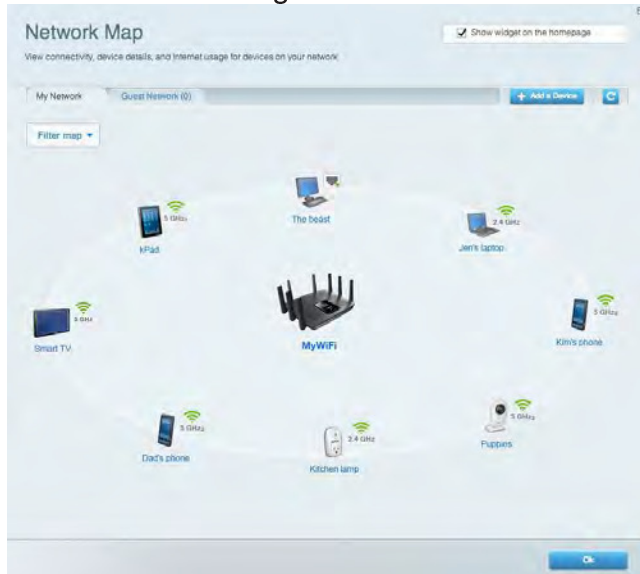 Network Map
Show widget on the homepage
View connectivity, device details, and Internet usage for devices on your network
My Network
Guest Network (0)
+ Add a Device
Filter map
The beast
5 GHz
kPad
2.4 GHz
Jen's laptop
5 GHz
Smart TV
MyWiFi
5 GHz
Kim's phone
5 GHz
Dad's phone
2.4 GHz
Kitchen lamp
5 GHz
Puppies
Ok